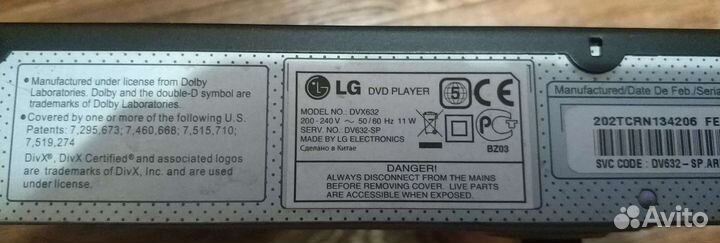 • Manufactured under license from Dolby
Laboratories. Dolby and the double-D symbol are
trademarks of Dolby Laboratories.
• Covered by one or more of the following U.S.
Patents: 7,295,673; 7,460,668; 7,515,710;
7,519,274
DivX®, DivX Certified® and associated logos
are trademarks of DivX, Inc. and are used
under license.
LG DVD PLAYER
MODEL NO.: DVX632
200 - 240 V ~ 50 / 60 Hz 11 W
SERV. NO.: DV632-SP
MADE BY LG ELECTRONICS
Сделано в Китае
5
CE
BZ03
DANGER!
ALWAYS DISCONNECT FROM THE MAINS
BEFORE REMOVING COVER. LIVE PARTS
ARE ACCESSIBLE WHEN EXPOSED.
Manufactured/Date De Feb./Seria
202TCRN134206 FE
SVC CODE : DV632-SP AR
Avito